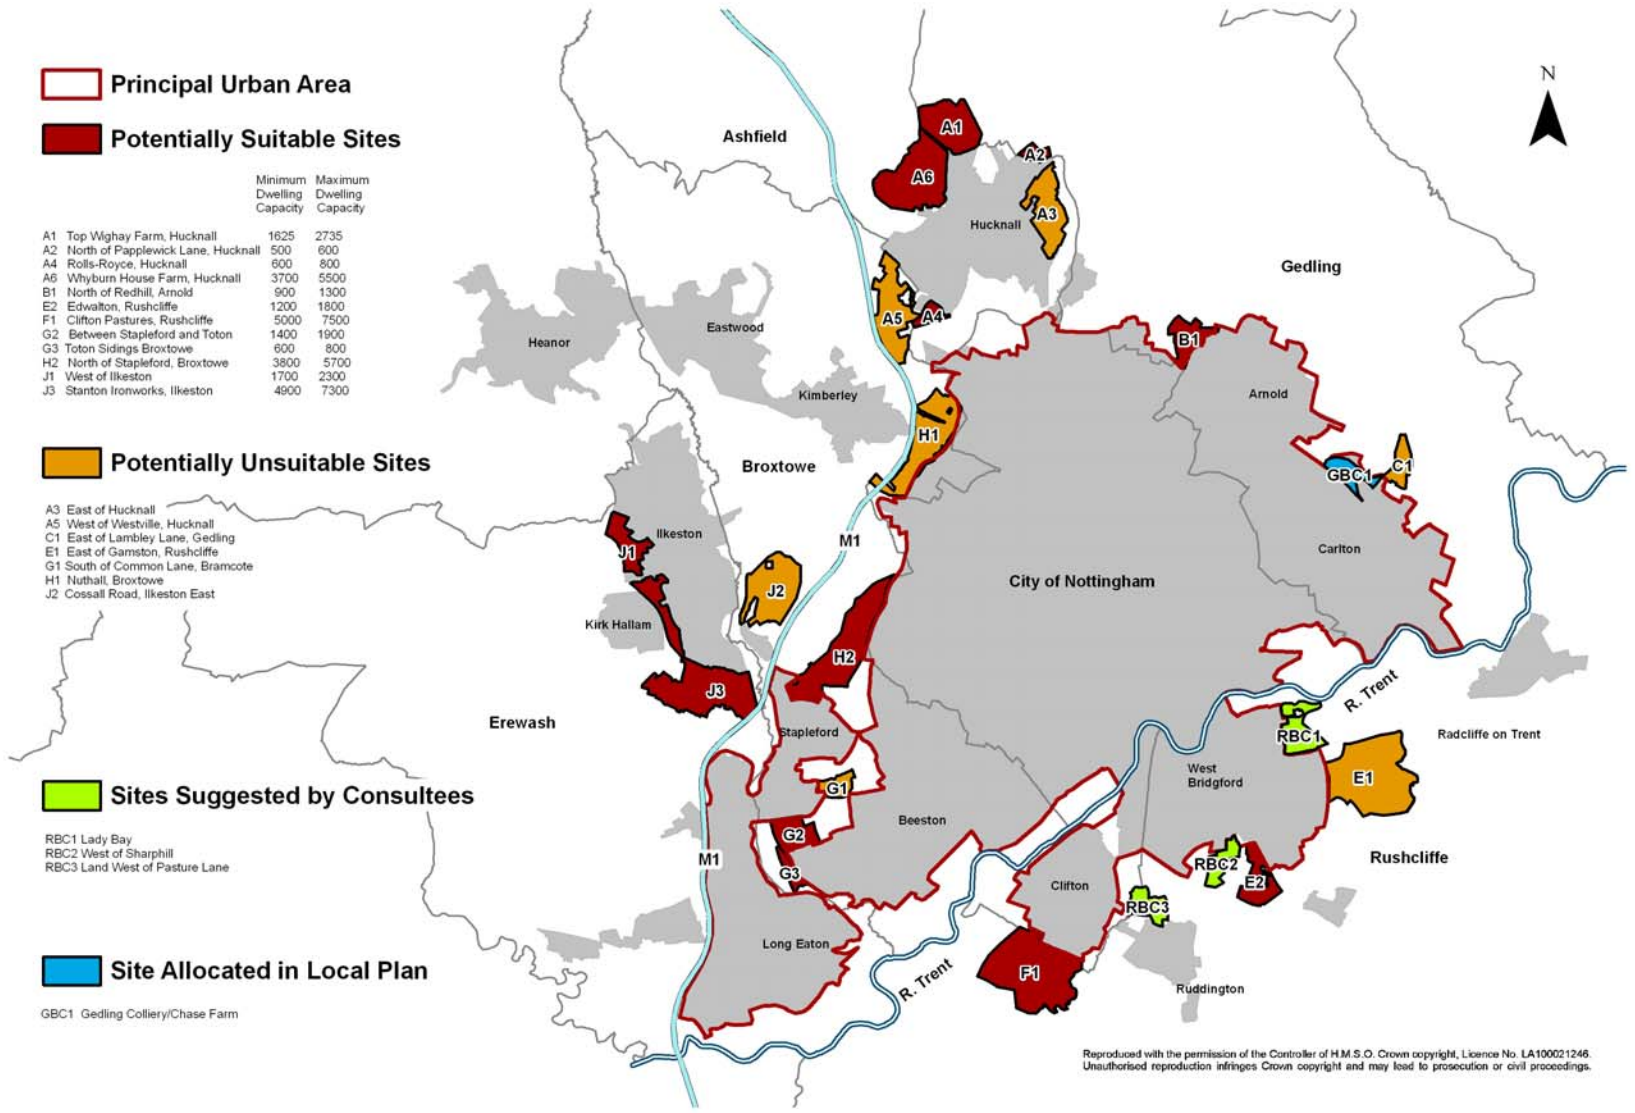 Principal Urban Area
Potentially Suitable Sites
Minimum Maximum
Dwelling Dwelling
Capacity Capacity
A1 Top Wighay Farm, Hucknall 1625 2735
A2 North of Papplewick Lane, Hucknall 500 600
A4 Rolls-Royce, Hucknall 600 800
A6 Whyburn House Farm, Hucknall 3700 5500
B1 North of Redhill, Arnold 900 1300
E2 Edwalton, Rushcliffe 1200 1800
F1 Clifton Pastures, Rushcliffe 5000 7500
G2 Between Stapleford and Toton 1400 1900
G3 Toton Sidings Broxtowe 600 800
H2 North of Stapleford, Broxtowe 3800 5700
J1 West of Ilkeston 1700 2300
J3 Stanton Ironworks, Ilkeston 4900 7300
Potentially Unsuitable Sites
A3 East of Hucknall
A5 West of Westville, Hucknall
C1 East of Lambley Lane, Gedling
E1 East of Gamston, Rushcliffe
G1 South of Common Lane, Bramcote
H1 Nuthall, Broxtowe
J2 Cossall Road, Ilkeston East
Sites Suggested by Consultees
RBC1 Lady Bay
RBC2 West of Sharphill
RBC3 Land West of Pasture Lane
Site Allocated in Local Plan
GBC1 Gedling Colliery/Chase Farm
N
Ashfield
A1
A2
A6
A3
Hucknall
Gedling
A5
A4
Eastwood
Heanor
B1
Kimberley
Arnold
H1
Broxtowe
GBC1
C1
Ilkeston
M1
J1
Carlton
City of Nottingham
J2
Kirk Hallam
H2
J3
R. Trent
Erewash
Stapleford
RBC1
Radcliffe on Trent
West
Bridgford
E1
G1
Beeston
G2
M1
Rushcliffe
RBC2
G3
E2
Clifton
RBC3
Long Eaton
F1
R. Trent
Ruddington
Reproduced with the permission of the Controller of H.M.S.O. Crown copyright, Licence No. LA100021246.
Unauthorised reproduction infringes Crown copyright and may lead to prosecution or civil proceedings.